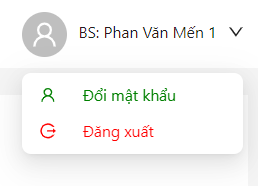 BS: Phan Văn Mến 1
Đổi mật khẩu
Đăng xuất